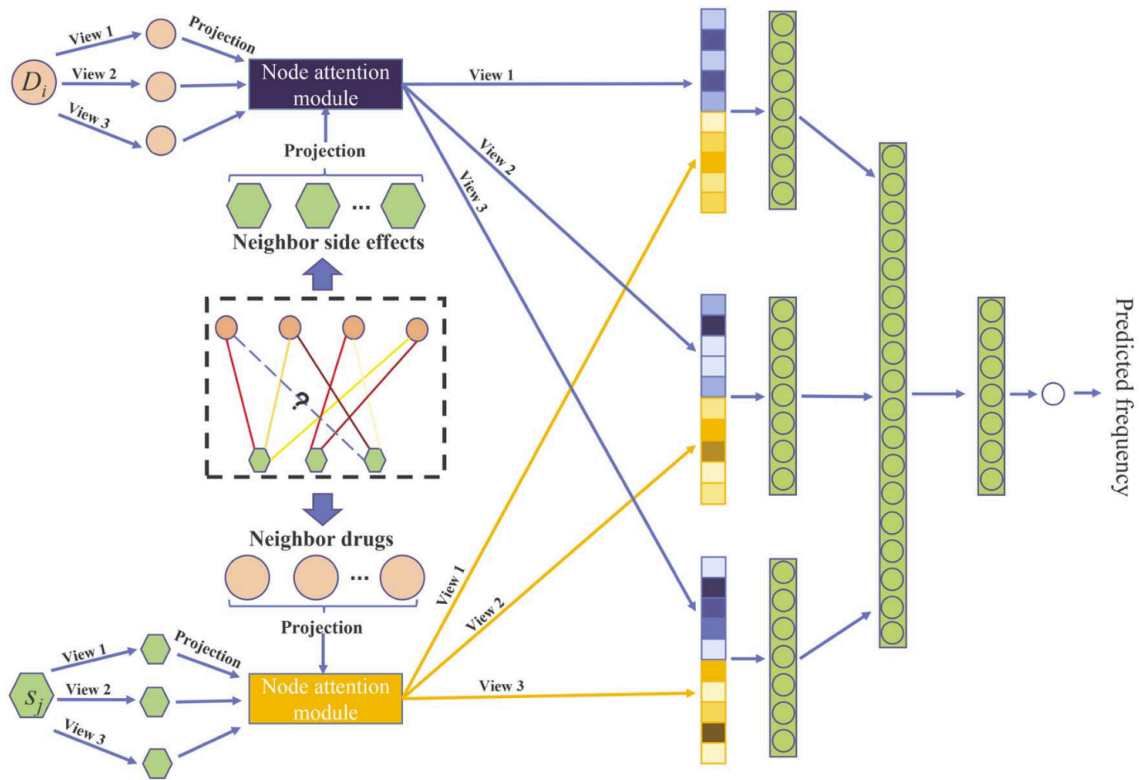 View 1
Projection
View 2
D_i
View 3
Node attention
module
View 1
View 2
View 3
Projection
...
Neighbor side effects
?
Neighbor drugs
...
Projection
View 1
Projection
View 2
s_j
View 3
Node attention
module
View 1
View 2
View 3
Predicted frequency